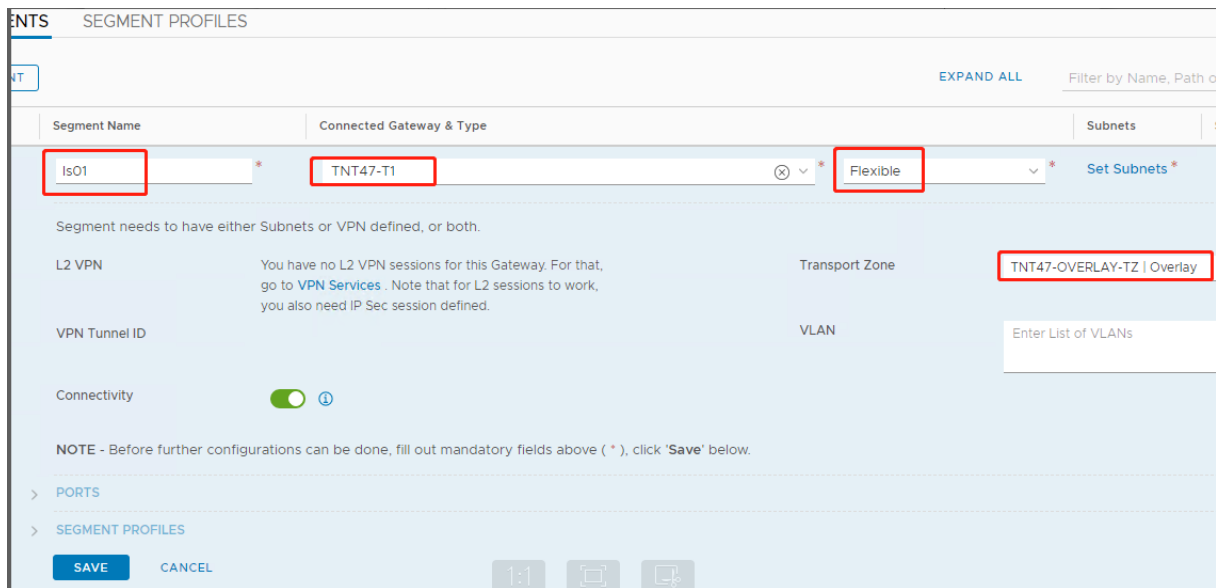 ENTS SEGMENT PROFILES
NT EXPAND ALL Filter by Name, Path o
Segment Name Connected Gateway & Type Subnets
ls01 * TNT47-T1 * Flexible * Set Subnets *
Segment needs to have either Subnets or VPN defined, or both.
L2 VPN You have no L2 VPN sessions for this Gateway. For that, Transport Zone TNT47-OVERLAY-TZ | Overlay
go to VPN Services . Note that for L2 sessions to work,
you also need IP Sec session defined.
VPN Tunnel ID VLAN Enter List of VLANs
Connectivity
NOTE - Before further configurations can be done, fill out mandatory fields above ( * ), click 'Save' below.
PORTS
SEGMENT PROFILES
SAVE CANCEL
1:1